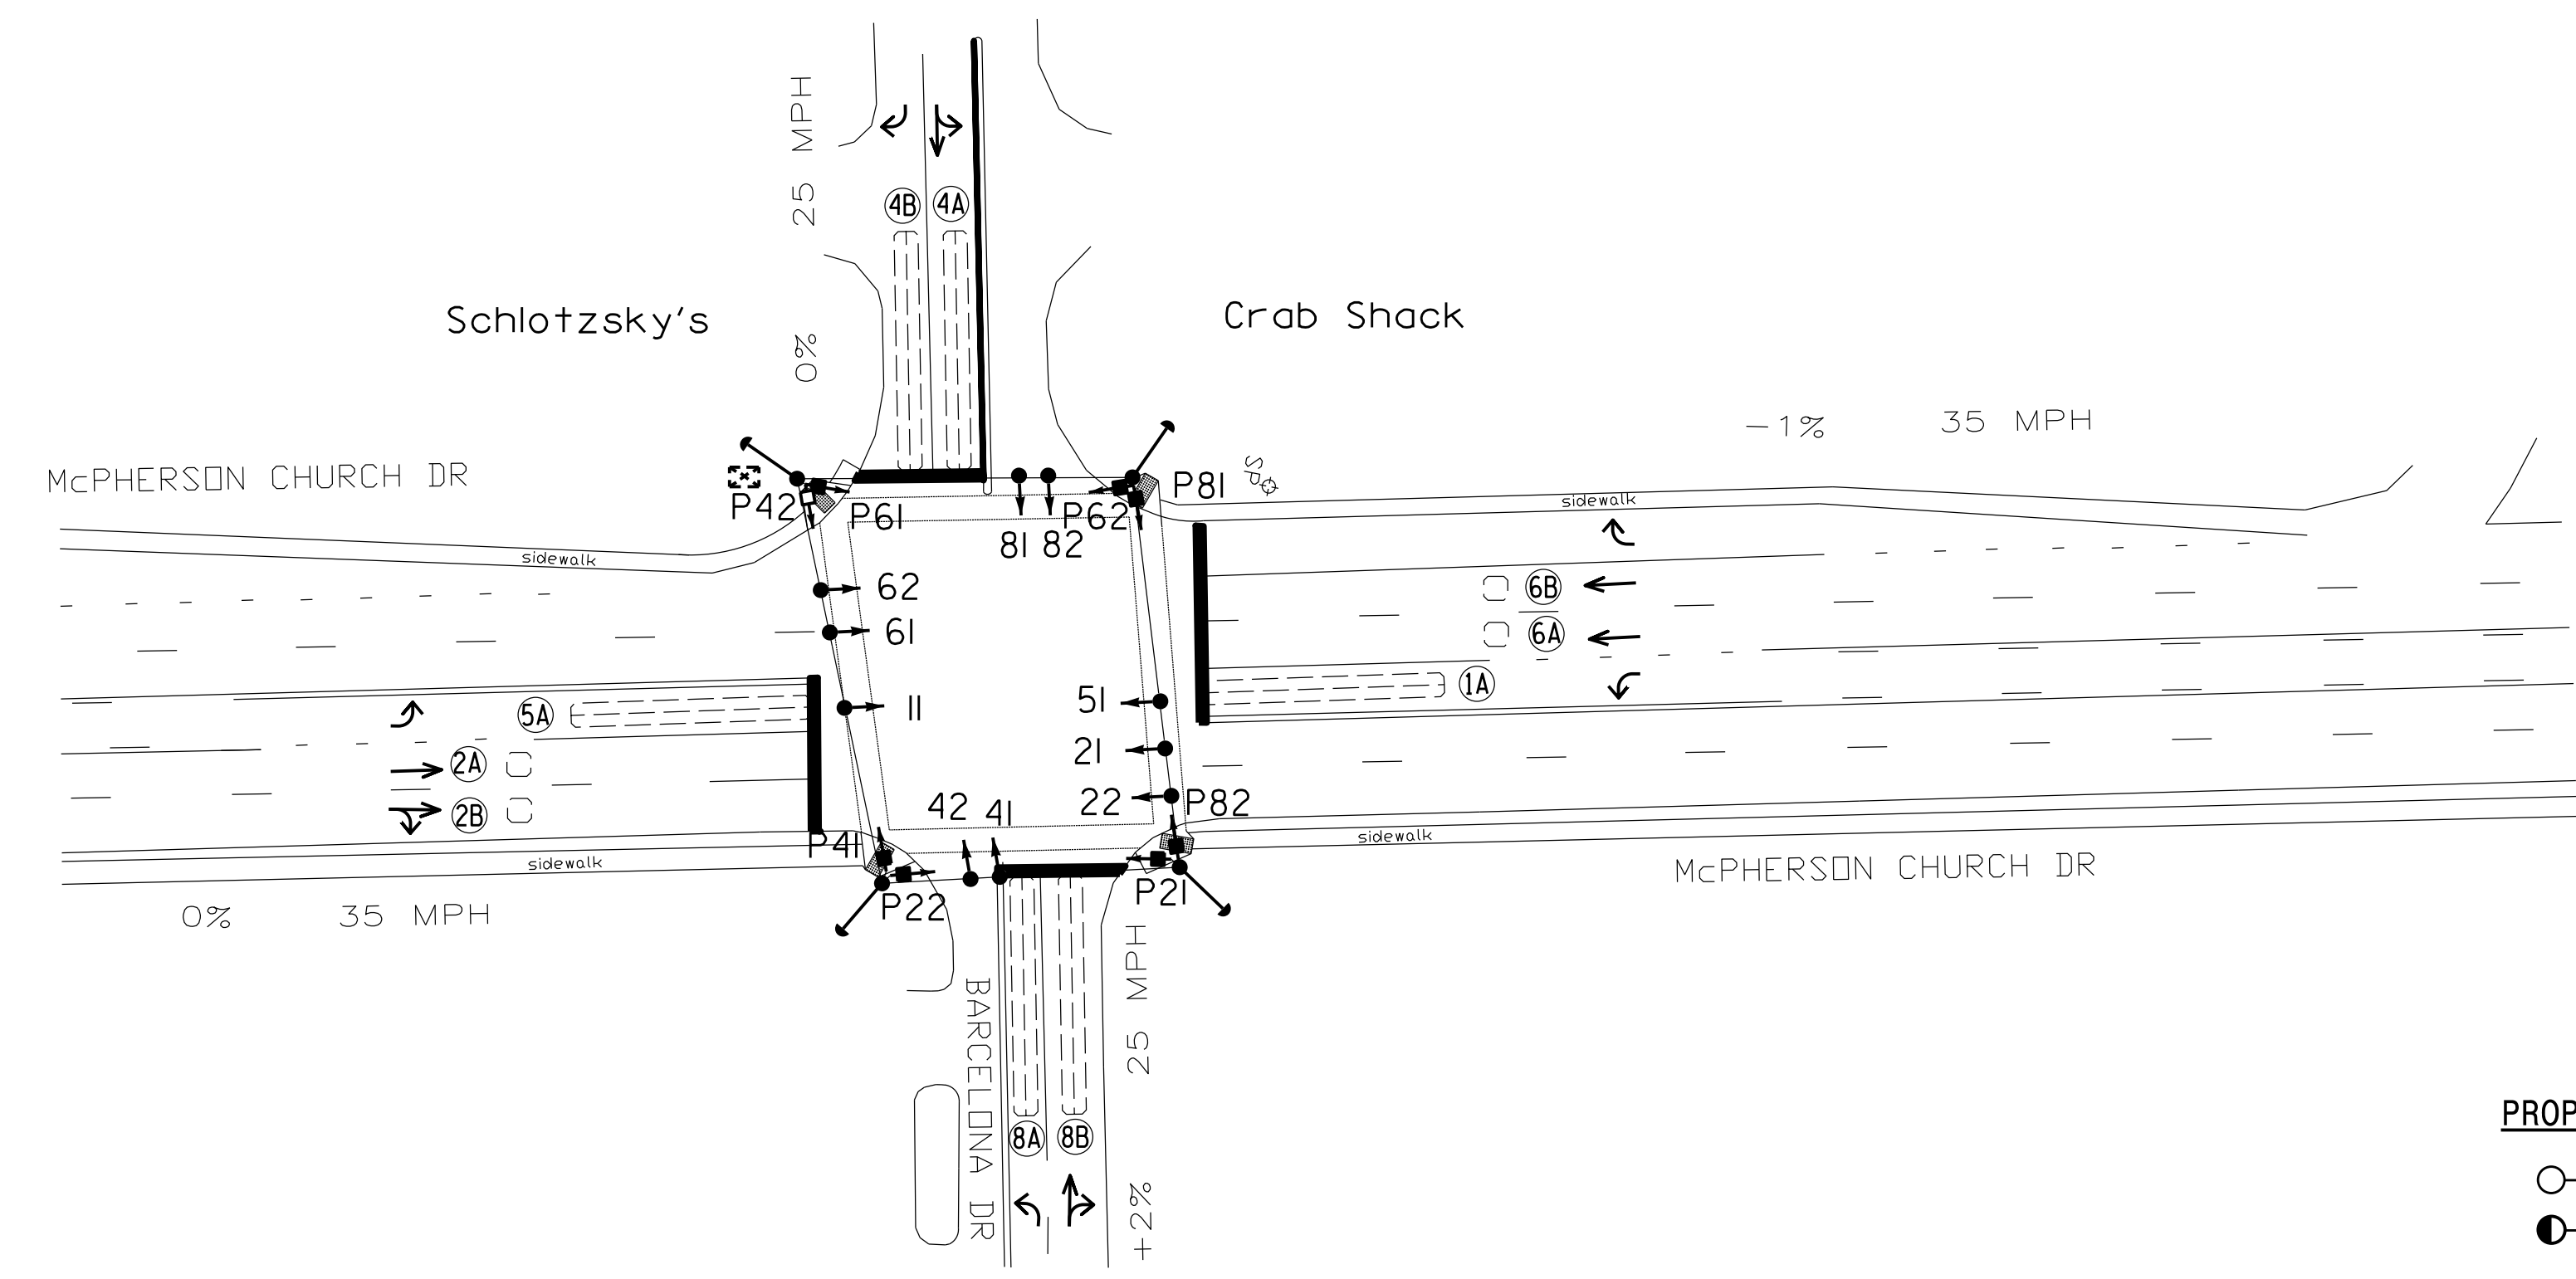 25 MPH
4B 4A
Schlotzsky's
Crab Shack
0%
-1% 35 MPH
McPHERSON CHURCH DR
P42
P61
P62
P81
81 82
sidewalk
sidewalk
62
61
11
6B
6A
1A
5A
2A
2B
51
21
22
42 41
P82
P41
P22
P21
sidewalk
sidewalk
McPHERSON CHURCH DR
0% 35 MPH
BARCELONA DR
25 MPH
8A 8B
+2%
PROP